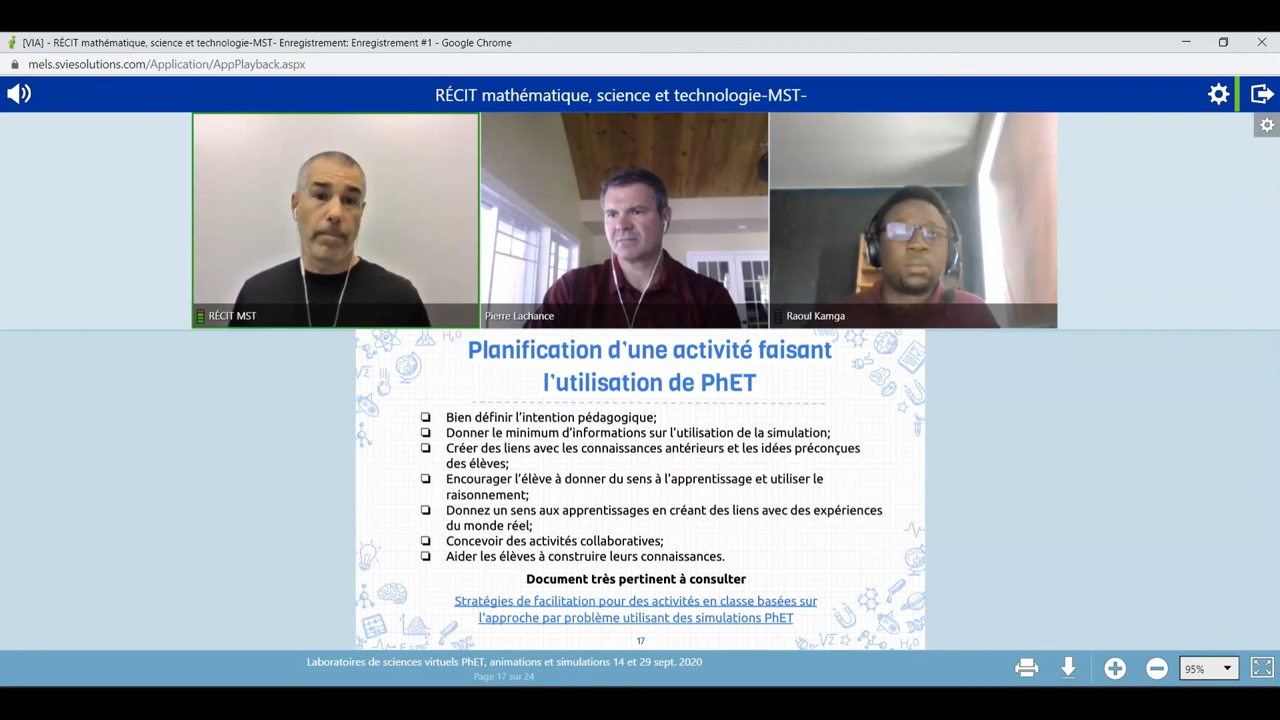 [VIA] - RÉCIT mathématique, science et technologie-MST- Enregistrement: Enregistrement #1 - Google Chrome
mels.sviesolutions.com/Application/AppPlayback.aspx
RÉCIT mathématique, science et technologie-MST-
RÉCIT MST
Pierre Lachance
Raoul Kamga
Planification d'une activité faisant
l'utilisation de PhET
Bien définir l'intention pédagogique;
Donner le minimum d'informations sur l'utilisation de la simulation;
Créer des liens avec les connaissances antérieurs et les idées préconçues
des élèves;
Encourager l'élève à donner du sens à l'apprentissage et utiliser le
raisonnement;
Donnez un sens aux apprentissages en créant des liens avec des expériences
du monde réel;
Concevoir des activités collaboratives;
Aider les élèves à construire leurs connaissances.
Document très pertinent à consulter
Stratégies de facilitation pour des activités en classe basées sur
l'approche par problème utilisant des simulations PhET
17
Laboratoires de sciences virtuels PhET, animations et simulations 14 et 29 sept. 2020
Page 17 sur 24
95%